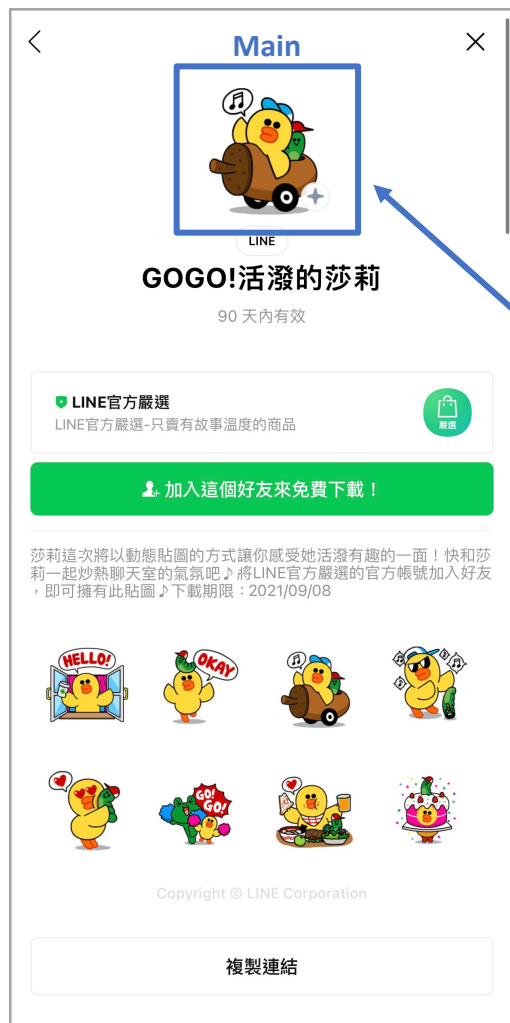 Main
LINE
GOGO!活潑的莎莉
90 天內有效
LINE官方嚴選
LINE官方嚴選-只賣有故事溫度的商品
嚴選
加入這個好友來免費下載！
莎莉這次將以動態貼圖的方式讓你感受她活潑有趣的一面！快和莎
莉一起炒熱聊天室的氣氛吧♪將LINE官方嚴選的官方帳號加入好友
，即可擁有此貼圖♪下載期限：2021/09/08
HELLO!
OKAY
GO!
GO!
Copyright © LINE Corporation
複製連結